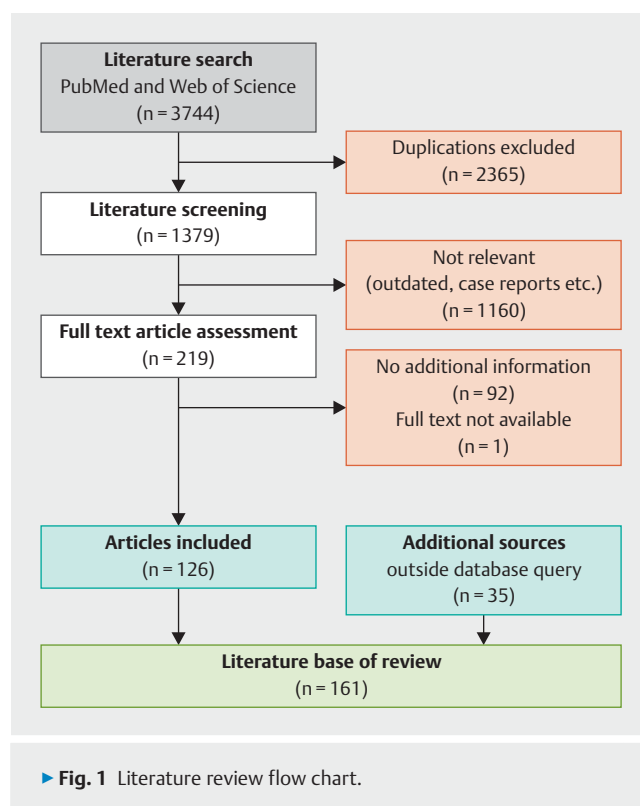 Literature search
PubMed and Web of Science
(n = 3744)
Duplications excluded
(n = 2365)
Literature screening
(n = 1379)
Not relevant
(outdated, case reports etc.)
(n = 1160)
Full text article assessment
(n = 219)
No additional information
(n = 92)
Full text not available
(n = 1)
Articles included
(n = 126)
Additional sources
outside database query
(n = 35)
Literature base of review
(n = 161)
▶ Fig. 1 Literature review flow chart.